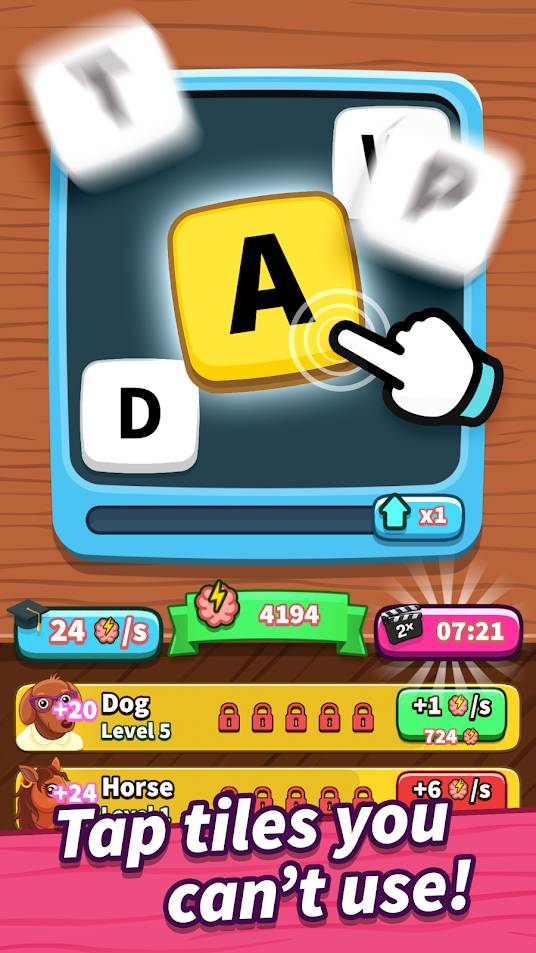 T
P
A
D
x1
24 /s
4194
2x
07:21
+20
Dog
Level 5
+1 /s
724
+24
Horse
+6 /s
Tap tiles you
can't use!